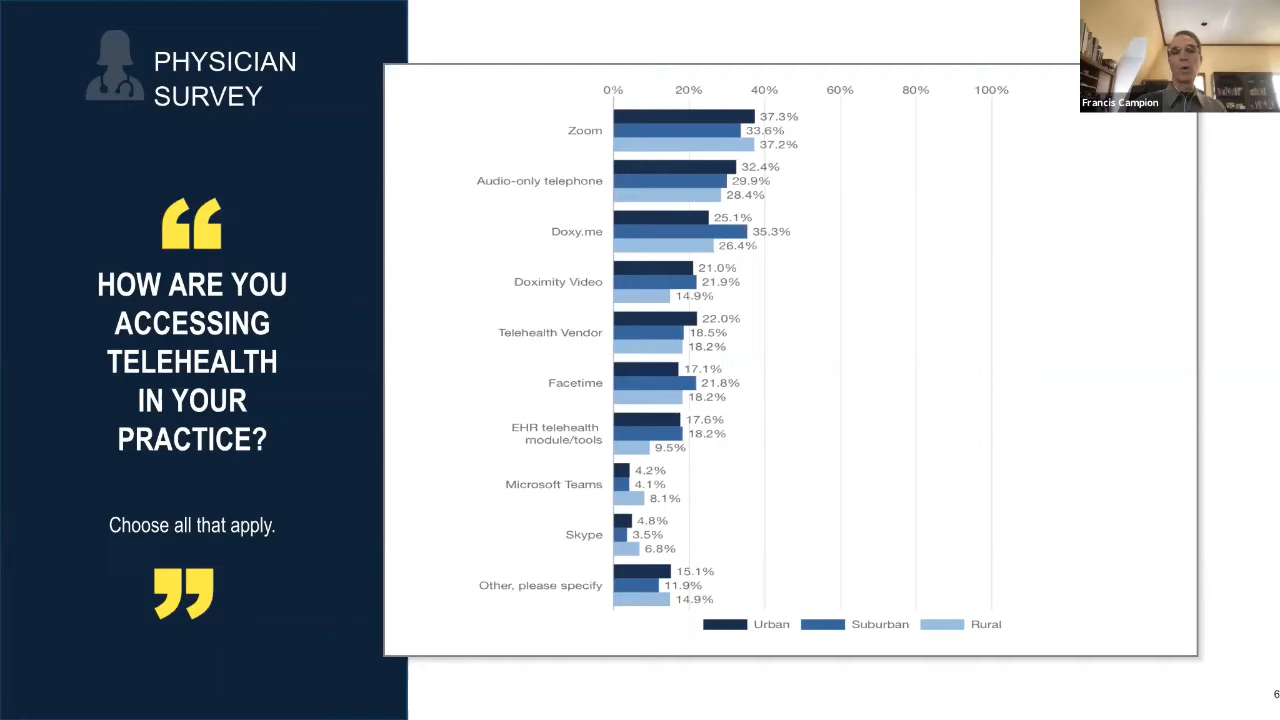 PHYSICIAN
SURVEY
“
HOW ARE YOU
ACCESSING
TELEHEALTH
IN YOUR
PRACTICE?
Choose all that apply.
”
0% 20% 40% 60% 80% 100%
Zoom
37.3%
33.6%
37.2%
Audio-only telephone
32.4%
29.9%
28.4%
Doxy.me
25.1%
35.3%
26.4%
Doximity Video
21.0%
21.9%
14.9%
Telehealth Vendor
22.0%
18.5%
18.2%
Facetime
17.1%
21.8%
18.2%
EHR telehealth
module/tools
17.6%
18.2%
9.5%
Microsoft Teams
4.2%
4.1%
8.1%
Skype
4.8%
3.5%
6.8%
Other, please specify
15.1%
11.9%
14.9%
Urban Suburban Rural
Francis Campion
6